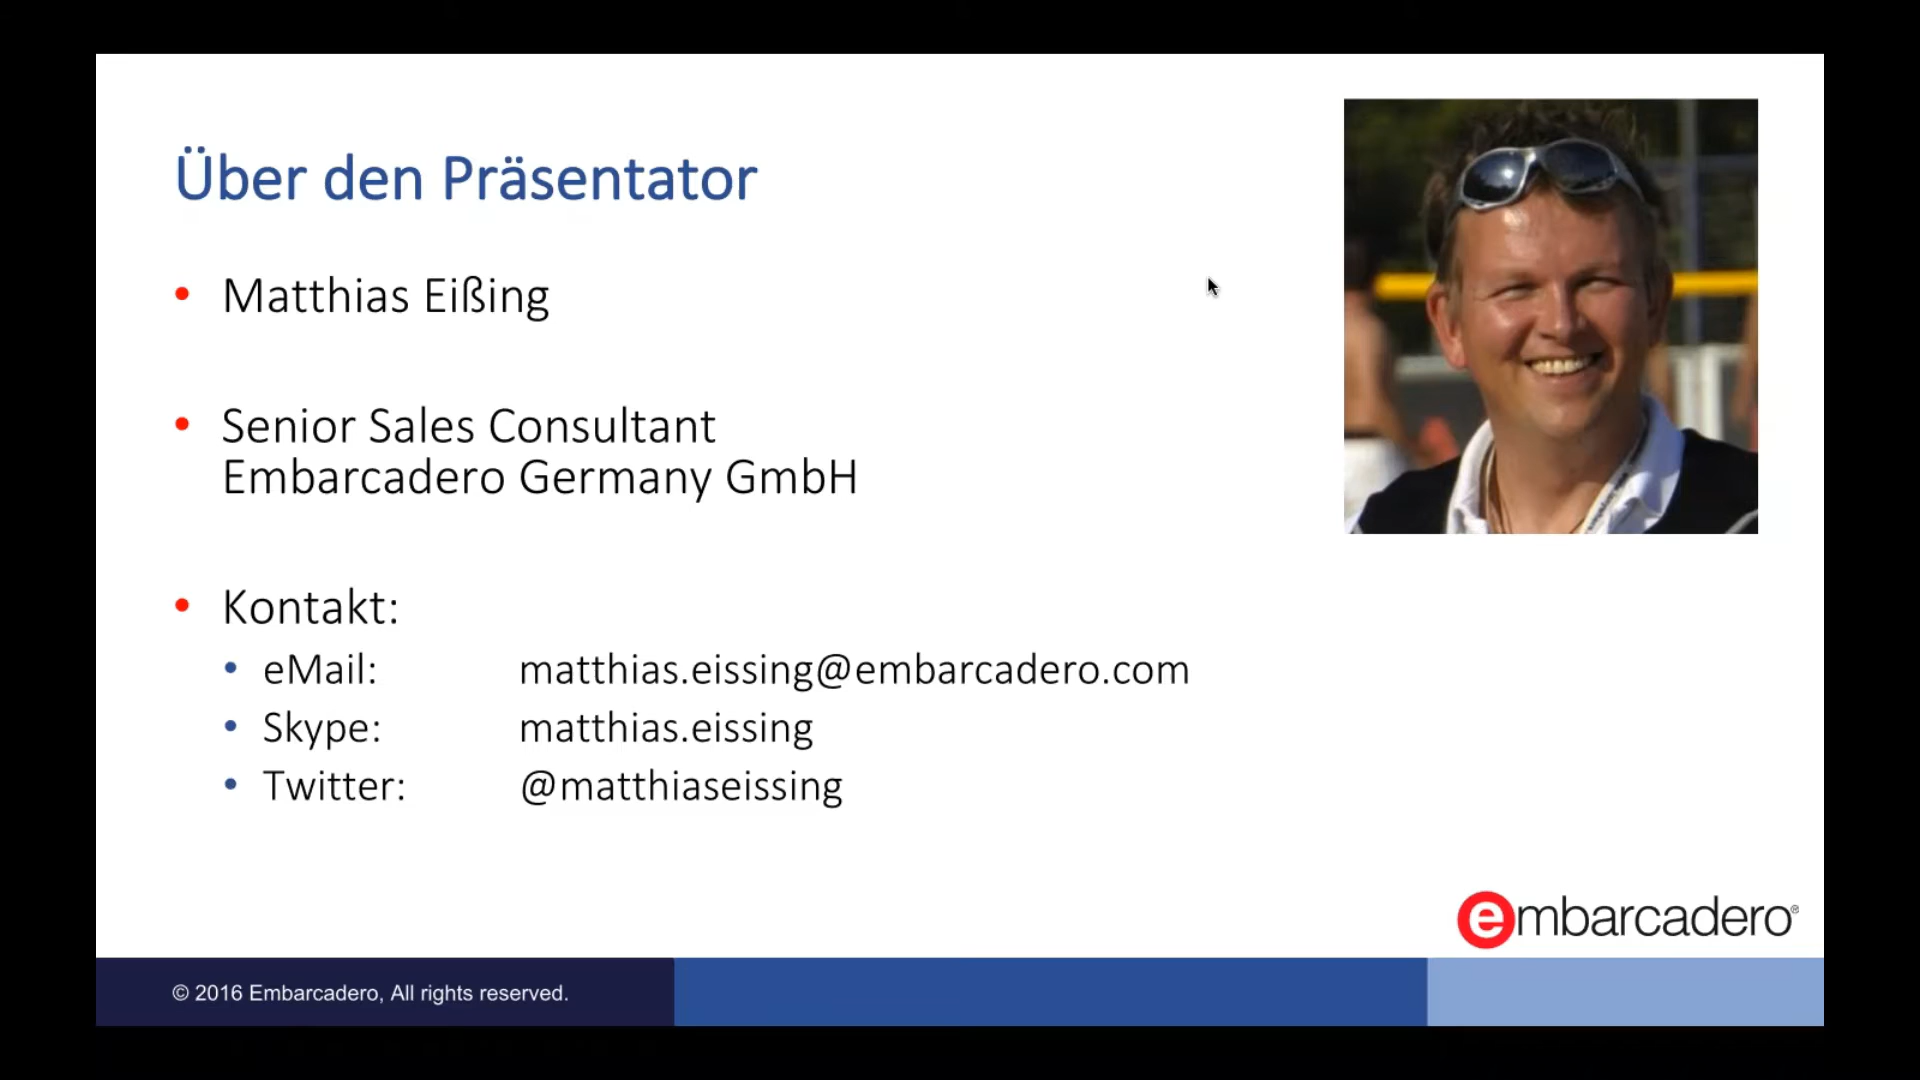 Über den Präsentator
• Matthias Eißing
• Senior Sales Consultant
Embarcadero Germany GmbH
• Kontakt:
• eMail: matthias.eissing@embarcadero.com
• Skype: matthias.eissing
• Twitter: @matthiaseissing
embarcadero®
© 2016 Embarcadero, All rights reserved.